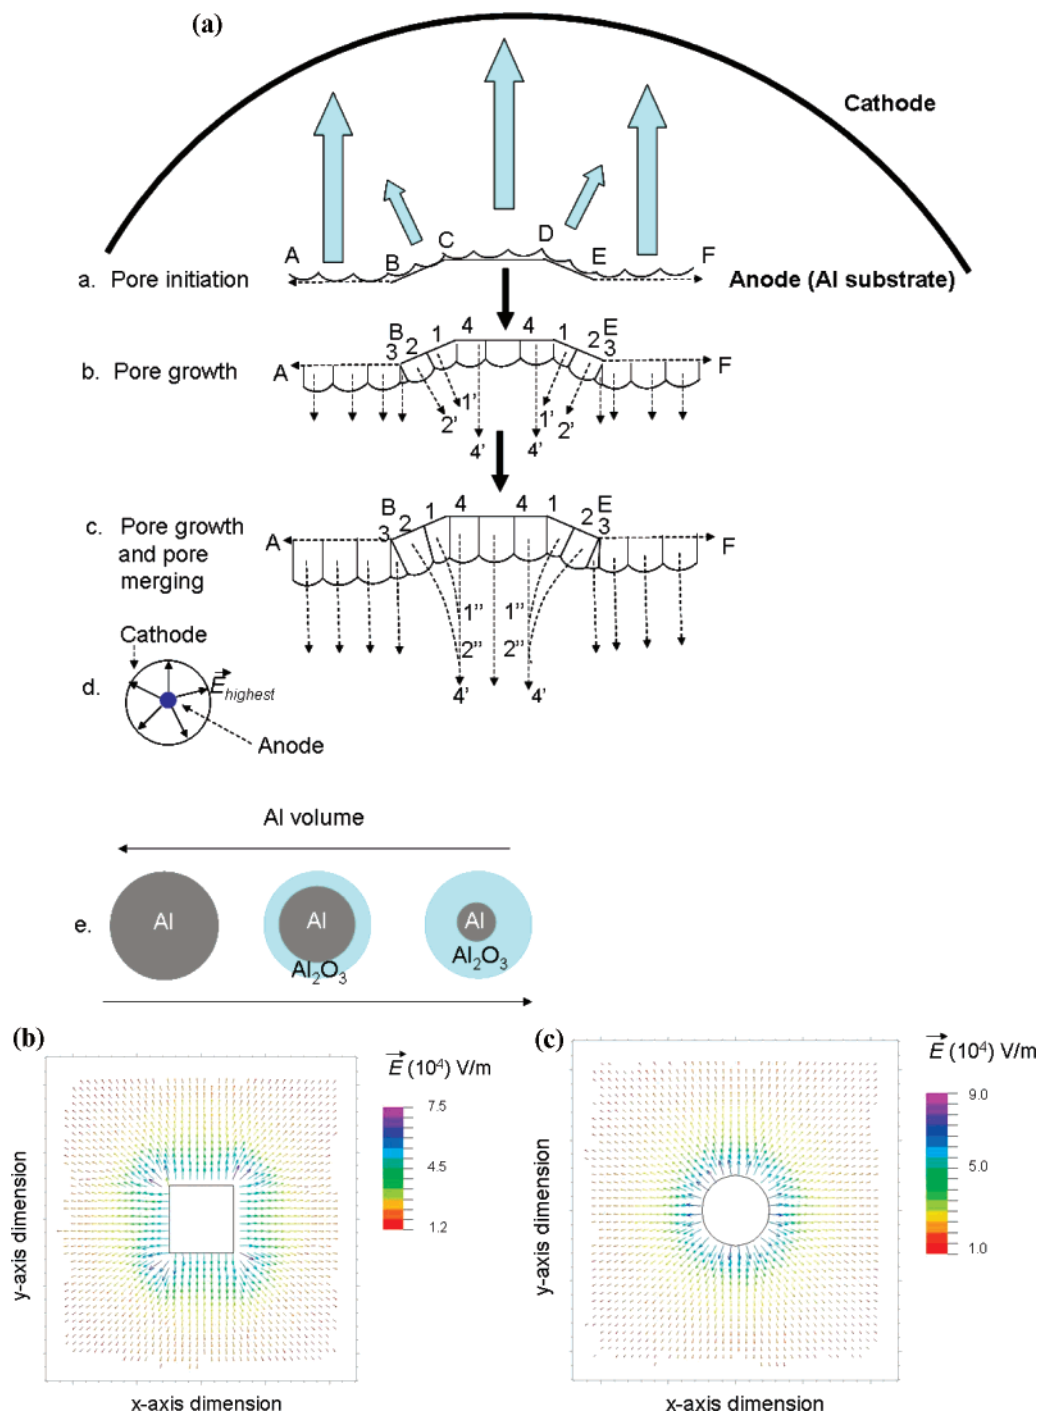 (a)
Cathode
A
B
C
D
E
F
a. Pore initiation
Anode (Al substrate)
B
3
2
1
4
4
1
2
E
3
b. Pore growth
A
F
1'
2'
4'
4'
1'
2'
B
3
2
1
4
4
1
2
E
3
c. Pore growth
and pore
merging
A
F
1”
1”
2”
2”
4'
4'
Cathode
d.
E highest
Anode
Al volume
e.
Al
Al
Al
Al2O3
Al2O3
(b)
E (10⁴) V/m
7.5
4.5
1.2
y-axis dimension
x-axis dimension
(c)
E (10⁴) V/m
9.0
5.0
1.0
y-axis dimension
x-axis dimension